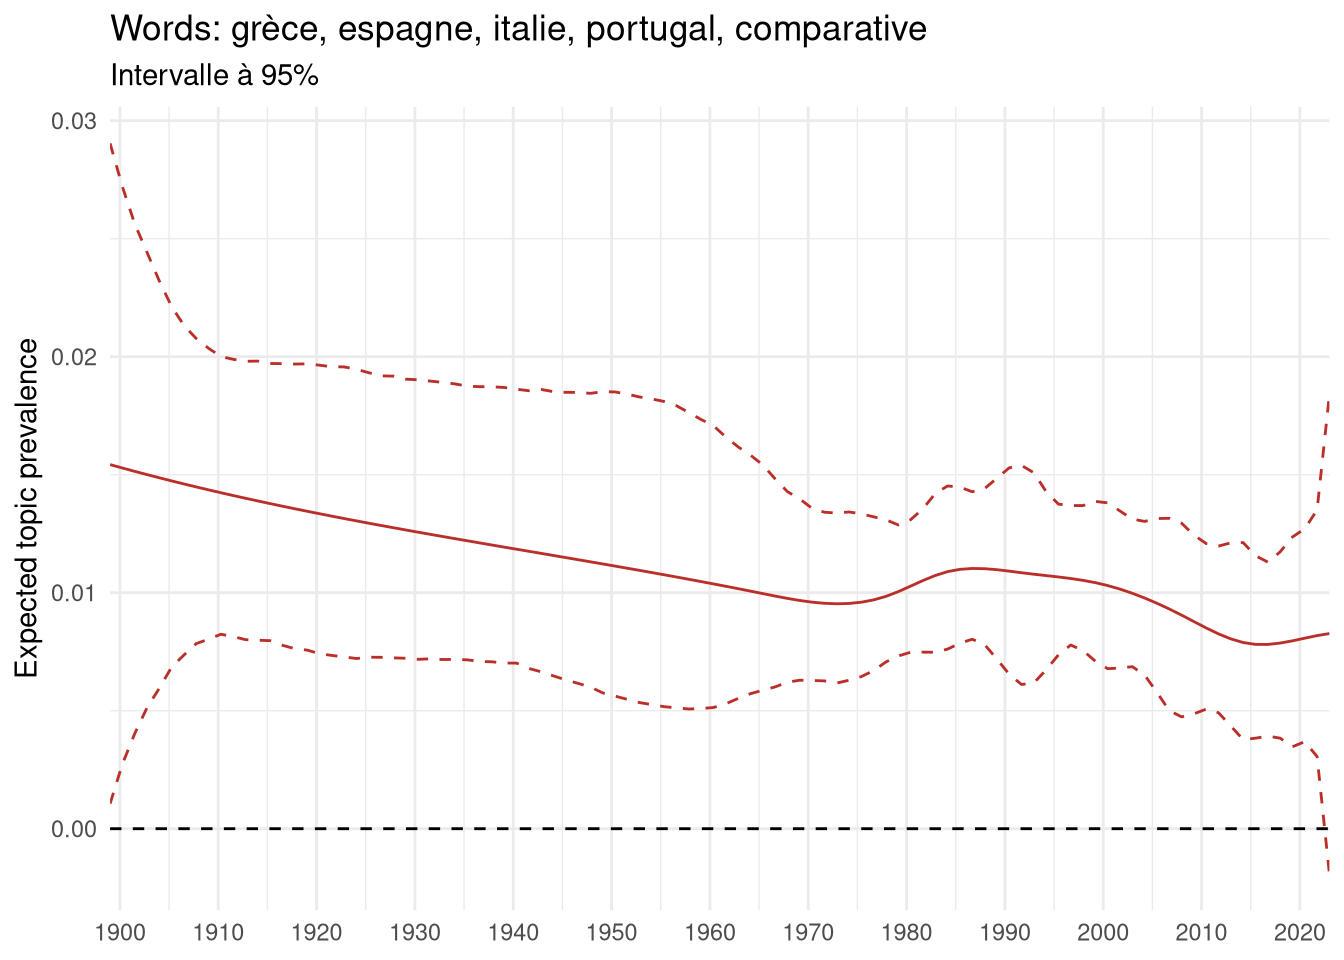 Words: grèce, espagne, italie, portugal, comparative
Intervalle à 95%
Expected topic prevalence
0.03
0.02
0.01
0.00
1900 1910 1920 1930 1940 1950 1960 1970 1980 1990 2000 2010 2020